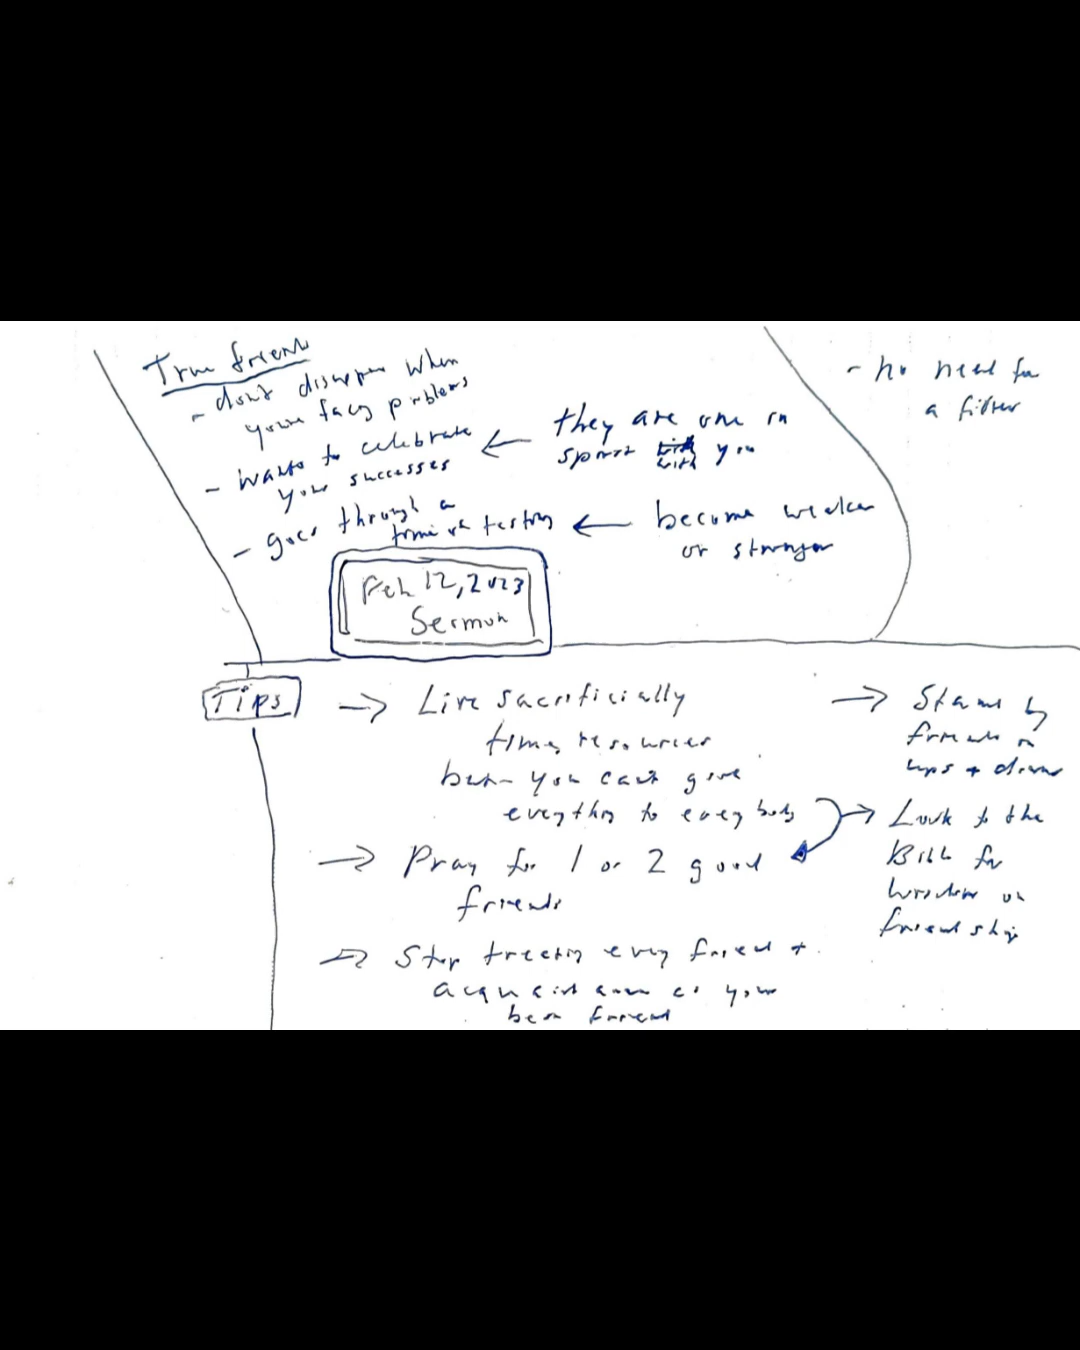 True friends
- don't disappear when
your facing problems
- wants to celebrate
your successes
← they are one in
spirit with you
- goes through a
time of testing
← become weaker
or stronger
- no need for
a filter
Feb 12, 2023
Sermon
Tips
→ Live sacrificially
time, resources
but you can't give
everything to everybody
→ Pray for 1 or 2 good
friends
→ Stop treating every friend +
acquaintance as your
best friend
→ Stand by
friends in
ups + downs
→ Look to the
Bible for
wisdom on
friendship